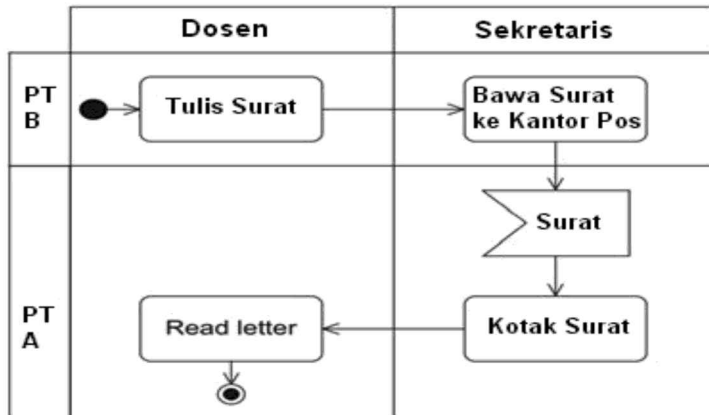 Dosen
Sekretaris
PT
B
Tulis Surat
Bawa Surat
ke Kantor Pos
Surat
PT
A
Read letter
Kotak Surat